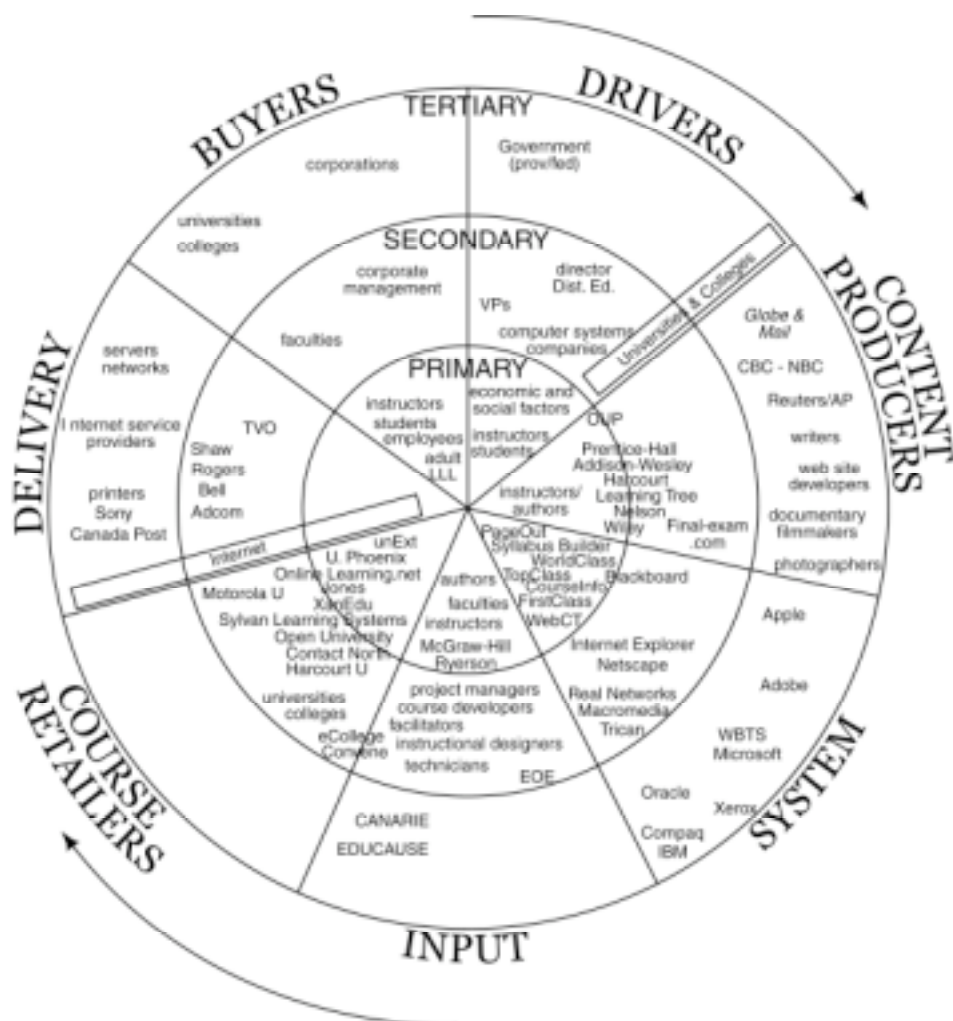 BUYERS
DRIVERS
TERTIARY
corporations
universities
colleges
Government
(prov/fed)
SECONDARY
corporate
management
faculties
director
Dist. Ed.
VPs
computer systems
companies
Universities & Colleges
PRIMARY
instructors
students
employees
adult
LLL
economic and
social factors
instructors
students
CONTENT
PRODUCERS
Globe &
Mail
CBC - NBC
Reuters/AP
writers
web site
developers
documentary
filmmakers
photographers
OUP
Prentice-Hall
Addison-Wesley
Harcourt
Learning Tree
Nelson
Wiley
Final-exam
.com
instructors/
authors
DELIVERY
servers
networks
I nternet service
providers
printers
Sony
Canada Post
TVO
Shaw
Rogers
Bell
Adcom
Internet
SYSTEM
PageOut
Syllabus Builder
WorldClass
TopClass
Blackboard
CourseInfo
FirstClass
WebCT
Internet Explorer
Netscape
Real Networks
Macromedia
Trican
Apple
Adobe
WBTS
Microsoft
Oracle
Xerox
Compaq
IBM
COURSE
RETAILERS
unExt
U. Phoenix
Online Learning.net
Jones
Motorola U
XanEdu
Sylvan Learning Systems
Open University
Contact North
Harcourt U
universities
colleges
eCollege
Convene
INPUT
authors
faculties
instructors
McGraw-Hill
Ryerson
project managers
course developers
facilitators
instructional designers
technicians
EOE
CANARIE
EDUCAUSE